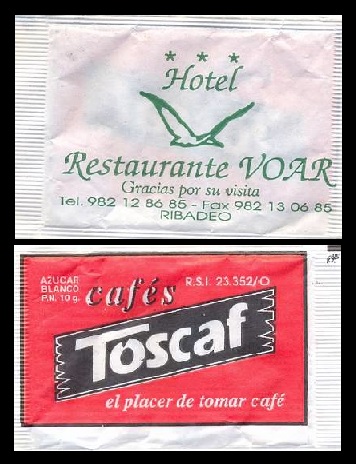 * * *
Hotel
Restaurante VOAR
Gracias por su visita
Tel. 982 12 86 85 - Fax 982 13 06 85
RIBADEO
AZUCAR
BLANCO
P.N. 10 g.
cafés
R.S.I. 23.352/O
Toscaf
el placer de tomar café